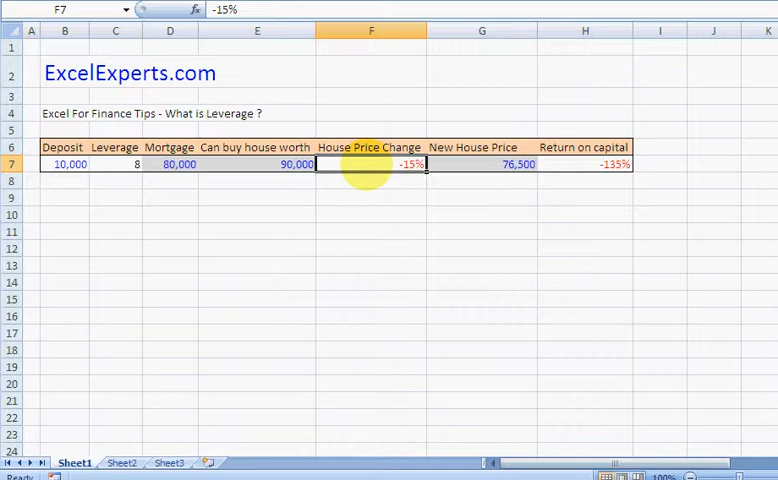 F7 fx -15%
A B C D E F G H I J K
1
2 ExcelExperts.com
3
4 Excel For Finance Tips - What is Leverage ?
5
6 Deposit Leverage Mortgage Can buy house worth House Price Change New House Price Return on capital
7 10,000 8 80,000 90,000 -15% 76,500 -135%
8
9
10
11
12
13
14
15
16
17
18
19
20
21
22
23
24
Sheet1 Sheet2 Sheet3
Ready 100%